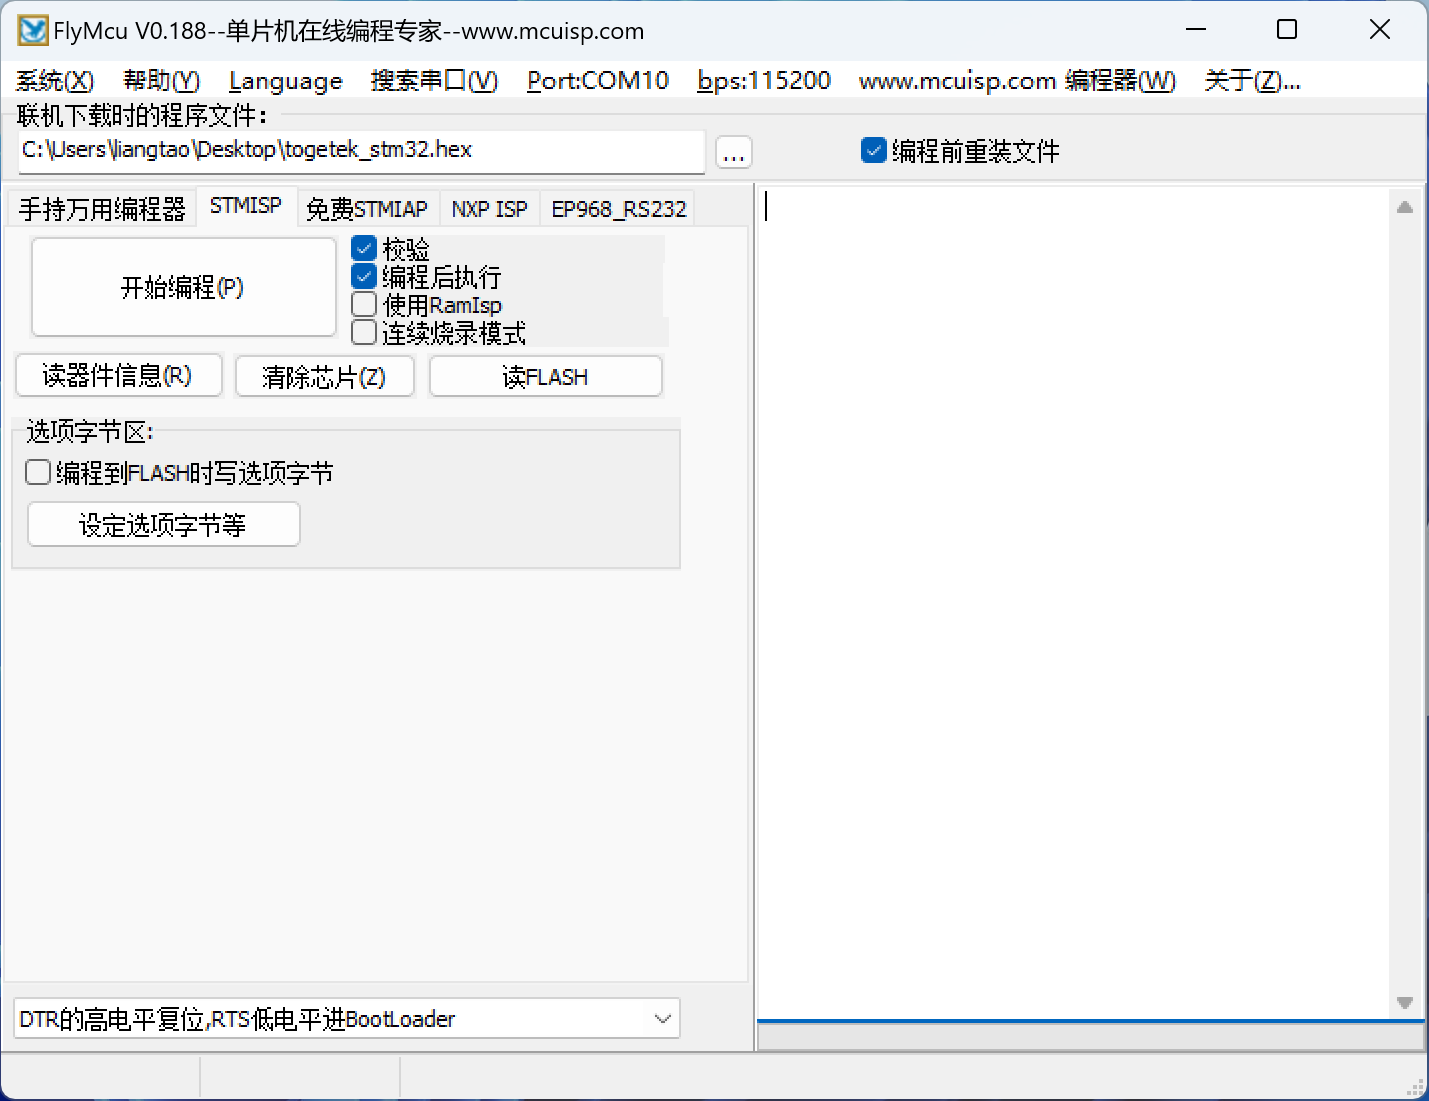 FlyMcu V0.188--单片机在线编程专家--www.mcuisp.com
系统(X) 帮助(Y) Language 搜索串口(V) Port:COM10 bps:115200 www.mcuisp.com 编程器(W) 关于(Z)...
联机下载时的程序文件：
C:\Users\liangtao\Desktop\togetek_stm32.hex ... 编程前重装文件
手持万用编程器 STMISP 免费STMIAP NXP ISP EP968_RS232
开始编程(P)
校验
编程后执行
使用RamIsp
连续烧录模式
读器件信息(R) 清除芯片(Z) 读FLASH
选项字节区:
编程到FLASH时写选项字节
设定选项字节等
DTR的高电平复位,RTS低电平进BootLoader